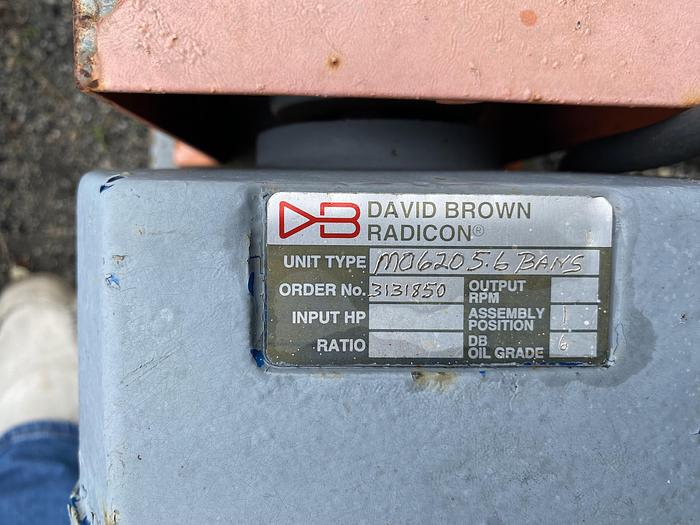 DB DAVID BROWN
RADICON®
UNIT TYPE M06205.6 BANS
ORDER No. 3131850 OUTPUT RPM
INPUT HP ASSEMBLY POSITION 1
RATIO DB OIL GRADE 6